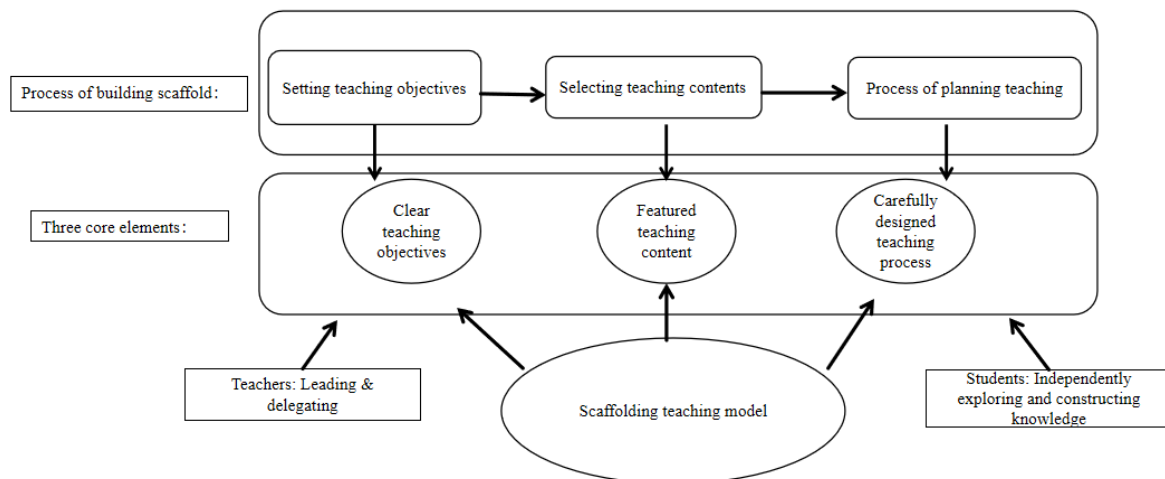 Process of building scaffold:
Setting teaching objectives
Selecting teaching contents
Process of planning teaching
Three core elements:
Clear
teaching
objectives
Featured
teaching
content
Carefully
designed
teaching
process
Teachers: Leading &
delegating
Scaffolding teaching model
Students: Independently
exploring and constructing
knowledge